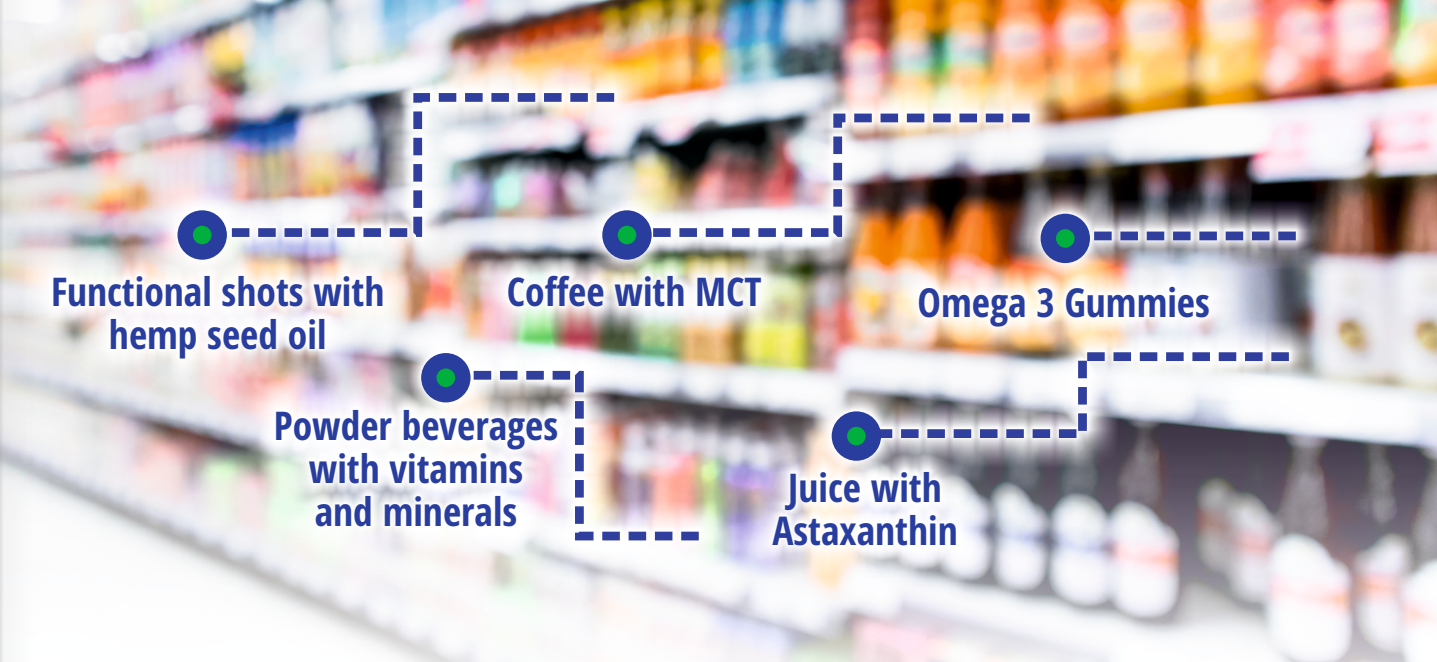 Functional shots with
hemp seed oil
Coffee with MCT
Omega 3 Gummies
Powder beverages
with vitamins
and minerals
Juice with
Astaxanthin